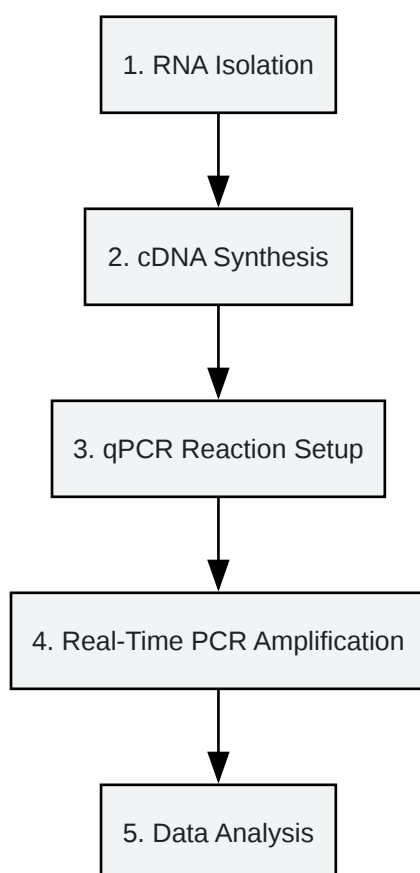 1. RNA Isolation
2. cDNA Synthesis
3. qPCR Reaction Setup
4. Real-Time PCR Amplification
5. Data Analysis